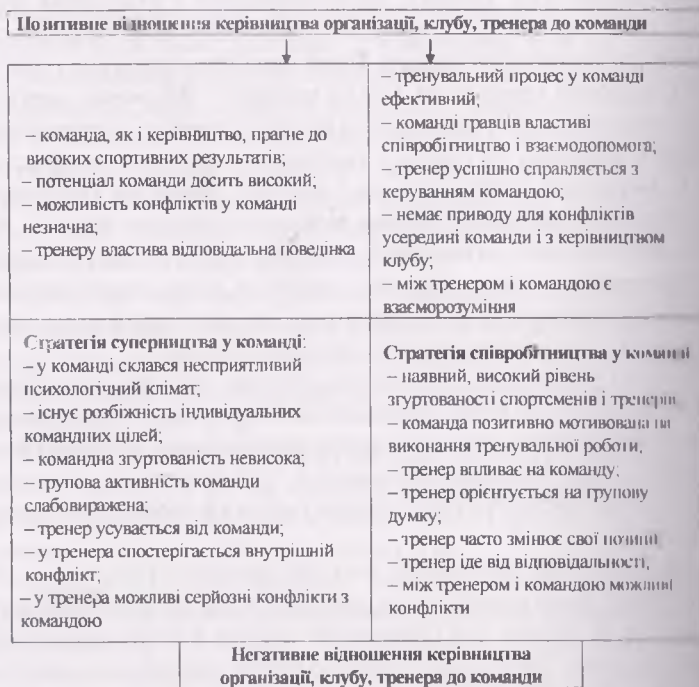 Позитивне відношення керівництва організації, клубу, тренера до команди
– команда, як і керівництво, прагне до
високих спортивних результатів;
– потенціал команди досить високий;
– можливість конфліктів у команді
незначна;
– тренеру властива відповідальна поведінка
– тренувальний процес у команді
ефективний;
– команді гравців властиві
співробітництво і взаємодопомога;
– тренер успішно справляється з
керуванням командою;
– немає приводу для конфліктів
усередині команди і з керівництвом
клубу;
– між тренером і командою є
взаєморозуміння
Стратегія суперництва у команді:
– у команді склався несприятливий
психологічний клімат;
– існує розбіжність індивідуальних
командних цілей;
– командна згуртованість невисока;
– групова активність команди
слабовиражена;
– тренер усувається від команди;
– у тренера спостерігається внутрішній
конфлікт;
– у тренера можливі серйозні конфлікти з
командою
Стратегія співробітництва у команді
– наявний, високий рівень
згуртованості спортсменів і тренерів
– команда позитивно мотивована на
виконання тренувальної роботи,
– тренер впливає на команду;
– тренер орієнтується на групову
думку;
– тренер часто змінює свої позиції
– тренер іде від відповідальності,
– між тренером і командою можливі
конфлікти
Негативне відношення керівництва
організації, клубу, тренера до команди